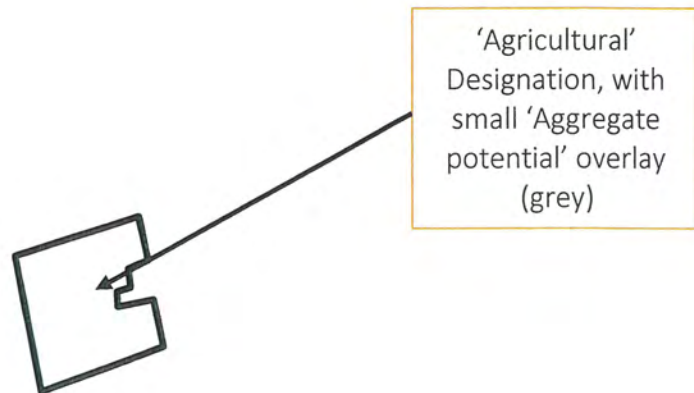 ‘Agricultural’
Designation, with
small ‘Aggregate
potential’ overlay
(grey)